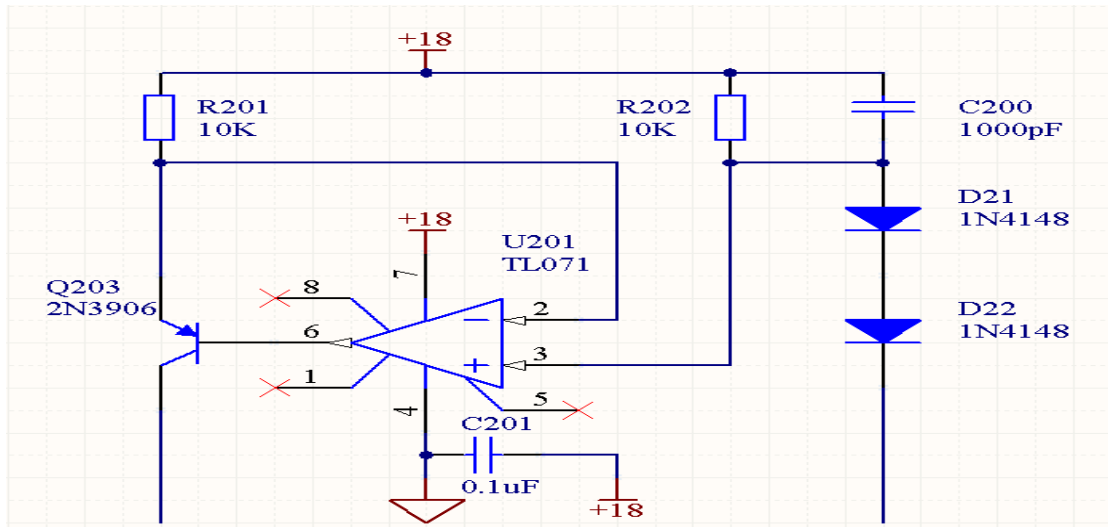 +18
R201
10K
R202
10K
C200
1000pF
D21
1N4148
+18
U201
TL071
7
Q203
2N3906
8
2
6
D22
1N4148
3
1
5
4
C201
0.1uF
+18